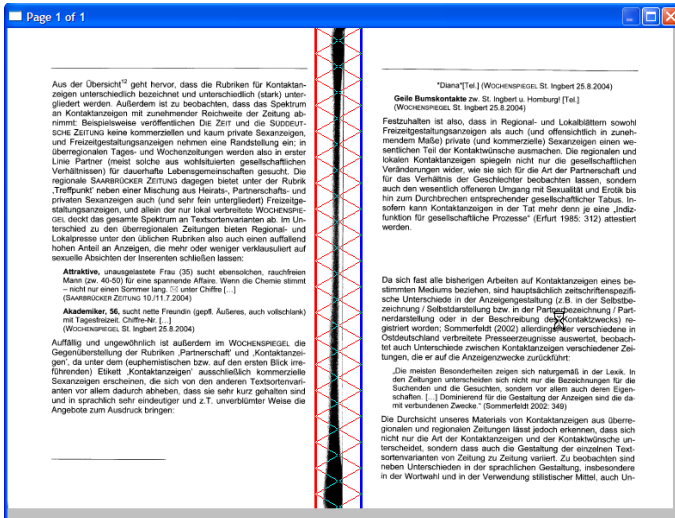 Page 1 of 1
Aus der Übersicht12 geht hervor, dass die Rubriken für Kontaktan-
zeigen unterschiedlich bezeichnet und unterschiedlich (stark) unter-
gliedert werden. Außerdem ist zu beobachten, dass das Spektrum
an Kontaktanzeigen mit zunehmender Reichweite der Zeitung ab-
nimmt: Beispielsweise veröffentlichen DIE ZEIT und die SÜDDEUT-
SCHE ZEITUNG keine kommerziellen und kaum private Sexanzeigen,
und Freizeitgestaltungsanzeigen nehmen eine Randstellung ein; in
überregionalen Tages- und Wochenzeitungen werden also in erster
Linie Partner (meist solche aus wohlsituierten gesellschaftlichen
Verhältnissen) für dauerhafte Lebensgemeinschaften gesucht. Die
regionale SAARBRÜCKER ZEITUNG dagegen bietet unter der Rubrik
‚Treffpunkt' neben einer Mischung aus Heirats-, Partnerschafts- und
privaten Sexanzeigen auch (und sehr fein untergliedert) Freizeitge-
staltungsanzeigen, und allein der nur lokal verbreitete WOCHENSPIE-
GEL deckt das gesamte Spektrum an Textsortenvarianten ab. Im Un-
terschied zu den überregionalen Zeitungen bieten Regional- und
Lokalpresse unter den üblichen Rubriken also auch einen auffallend
hohen Anteil an Anzeigen, die mehr oder weniger verklausuliert auf
sexuelle Absichten der Inserenten schließen lassen:
Attraktive, unausgelastete Frau (35) sucht ebensolchen, rauchfreien
Mann (zw. 40-50) für eine spannende Affaire. Wenn die Chemie stimmt
– nicht nur einen Sommer lang. ✉ unter Chiffre […]
(SAARBRÜCKER ZEITUNG 10./11.7.2004)
Akademiker, 56, sucht nette Freundin (gepfl. Äußeres, auch vollschlank)
mit Tagesfreizeit. Chiffre-Nr. […]
(WOCHENSPIEGEL St. Ingbert 25.8.2004)
Auffällig und ungewöhnlich ist außerdem im WOCHENSPIEGEL die
Gegenüberstellung der Rubriken ‚Partnerschaft' und ‚Kontaktanzei-
gen', da unter dem (euphemistischen bzw. auf den ersten Blick irre-
führenden) Etikett ‚Kontaktanzeigen' ausschließlich kommerzielle
Sexanzeigen erscheinen, die sich von den anderen Textsortenvari-
anten vor allem dadurch abheben, dass sie sehr kurz gehalten sind
und in sprachlich sehr eindeutiger und z.T. unverblümter Weise die
Angebote zum Ausdruck bringen:
"Diana"[Tel.] (WOCHENSPIEGEL St. Ingbert 25.8.2004)
Geile Bumskontakte zw. St. Ingbert u. Homburg! [Tel.]
(WOCHENSPIEGEL St. Ingbert 25.8.2004)
Festzuhalten ist also, dass in Regional- und Lokalblättern sowohl
Freizeitgestaltungsanzeigen als auch (und offensichtlich in zuneh-
mendem Maße) private (und kommerzielle) Sexanzeigen einen we-
sentlichen Teil der Kontaktwünsche ausmachen. Die regionalen und
lokalen Kontaktanzeigen spiegeln nicht nur die gesellschaftlichen
Veränderungen wider, wie sie sich für die Art der Partnerschaft und
für das Verhältnis der Geschlechter beobachten lassen, sondern
auch den wesentlich offeneren Umgang mit Sexualität und Erotik bis
hin zum Durchbrechen entsprechender gesellschaftlicher Tabus. In-
sofern kann Kontaktanzeigen in der Tat mehr denn je eine „Indiz-
funktion für gesellschaftliche Prozesse" (Erfurt 1985: 312) attestiert
werden.
Da sich fast alle bisherigen Arbeiten auf Kontaktanzeigen eines be-
stimmten Mediums beziehen, sind hauptsächlich zeitschriftenspezifi-
sche Unterschiede in der Anzeigengestaltung (z.B. in der Selbstbe-
zeichnung / Selbstdarstellung bzw. in der Partnerbezeichnung / Part-
nerdarstellung oder in der Beschreibung des Kontaktzwecks) re-
gistriert worden; Sommerfeldt (2002) allerdings, der verschiedene in
Ostdeutschland verbreitete Presseerzeugnisse auswertet, beobach-
tet auch Unterschiede zwischen Kontaktanzeigen verschiedener Zei-
tungen, die er auf die Anzeigenzwecke zurückführt:
„Die meisten Besonderheiten zeigen sich naturgemäß in der Lexik. In
den Zeitungen unterscheiden sich nicht nur die Bezeichnungen für die
Suchenden und die Gesuchten, sondern vor allem auch deren Eigen-
schaften. […] Dominierend für die Gestaltung der Anzeigen sind die da-
mit verbundenen Zwecke." (Sommerfeldt 2002: 349)
Die Durchsicht unseres Materials von Kontaktanzeigen aus überre-
gionalen und regionalen Zeitungen lässt jedoch erkennen, dass sich
nicht nur die Art der Kontaktanzeigen und der Kontaktwünsche un-
terscheidet, sondern dass auch die Gestaltung der einzelnen Text-
sortenvarianten von Zeitung zu Zeitung variiert. Zu beobachten sind
neben Unterschieden in der sprachlichen Gestaltung, insbesondere
in der Wortwahl und in der Verwendung stilistischer Mittel, auch Un-